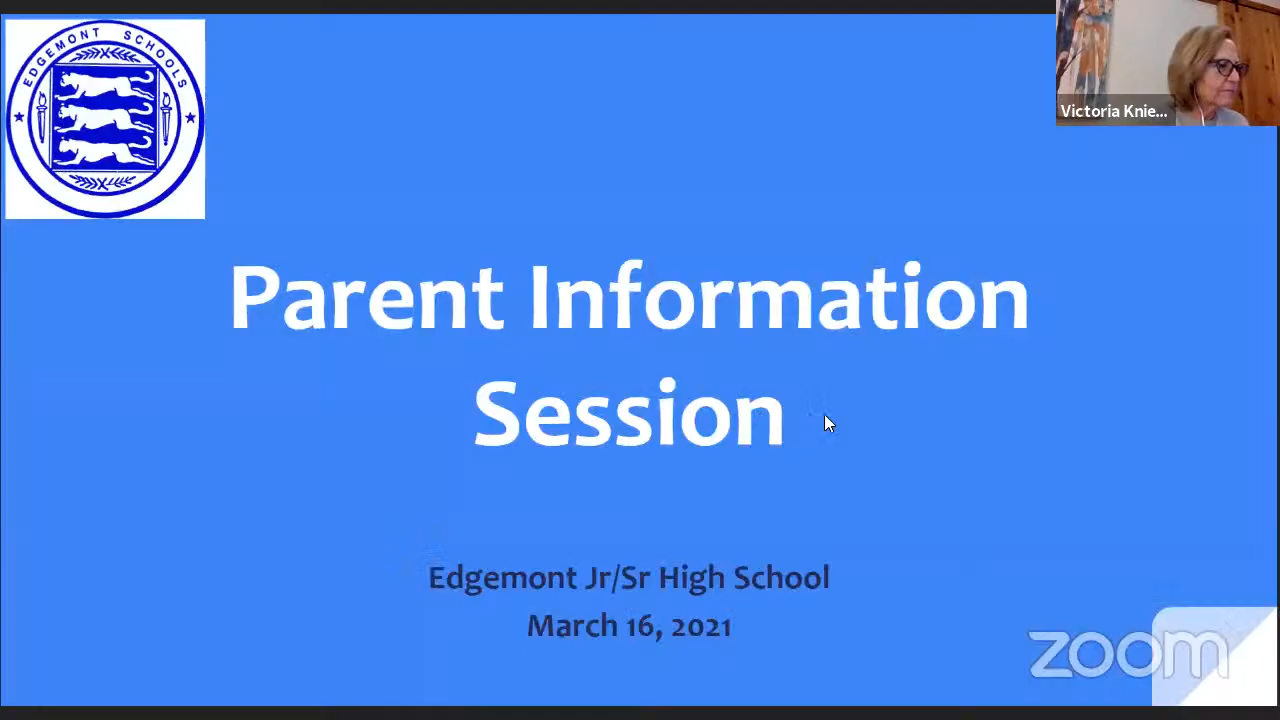 EDGEMONT SCHOOLS
Victoria Knie...
Parent Information
Session
Edgemont Jr/Sr High School
March 16, 2021
zoom